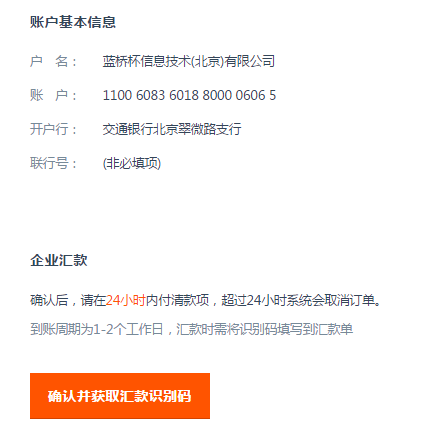 账户基本信息
户 名： 蓝桥杯信息技术(北京)有限公司
账 户： 1100 6083 6018 8000 0606 5
开户行： 交通银行北京翠微路支行
联行号： (非必填项)
企业汇款
确认后，请在24小时内付清款项，超过24小时系统会取消订单。
到账周期为1-2个工作日，汇款时需将识别码填写到汇款单
确认并获取汇款识别码